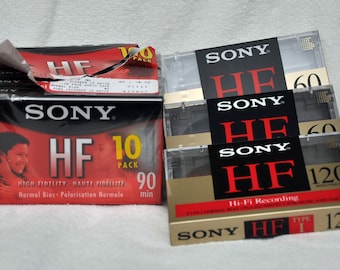 HF 10
PACK
SONY
HF 10
PACK
HIGH FIDELITY · HAUTE FIDÉLITÉ 90
Normal Bias · Polarisation Normale min
SONY
HF 60
SONY
HF 60
SONY
HF 120
Hi-Fi Recording
SONY HF TYPE I 12